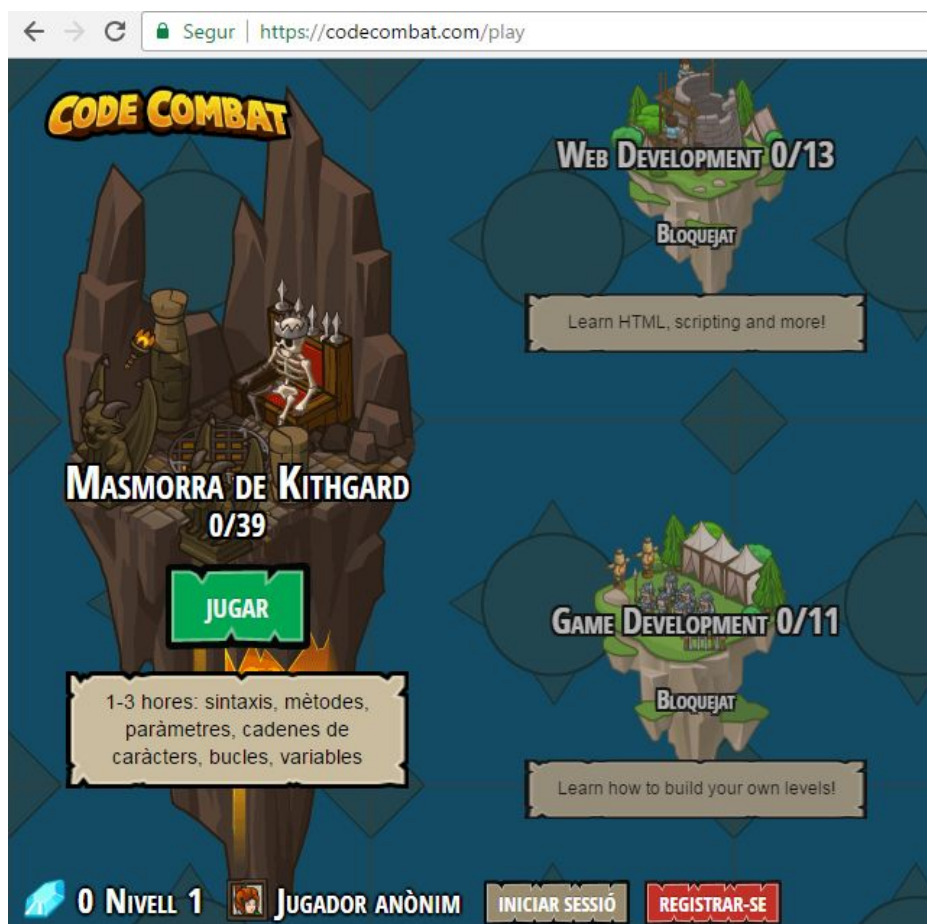 Segur | https://codecombat.com/play
CODE COMBAT
MASMORRA DE KITHGARD
0/39
JUGAR
1-3 hores: sintaxis, mètodes,
paràmetres, cadenes de
caràcters, bucles, variables
WEB DEVELOPMENT 0/13
BLOQUEJAT
Learn HTML, scripting and more!
GAME DEVELOPMENT 0/11
BLOQUEJAT
Learn how to build your own levels!
0 NIVELL 1 JUGADOR ANÒNIM INICIAR SESSIÓ REGISTRAR-SE